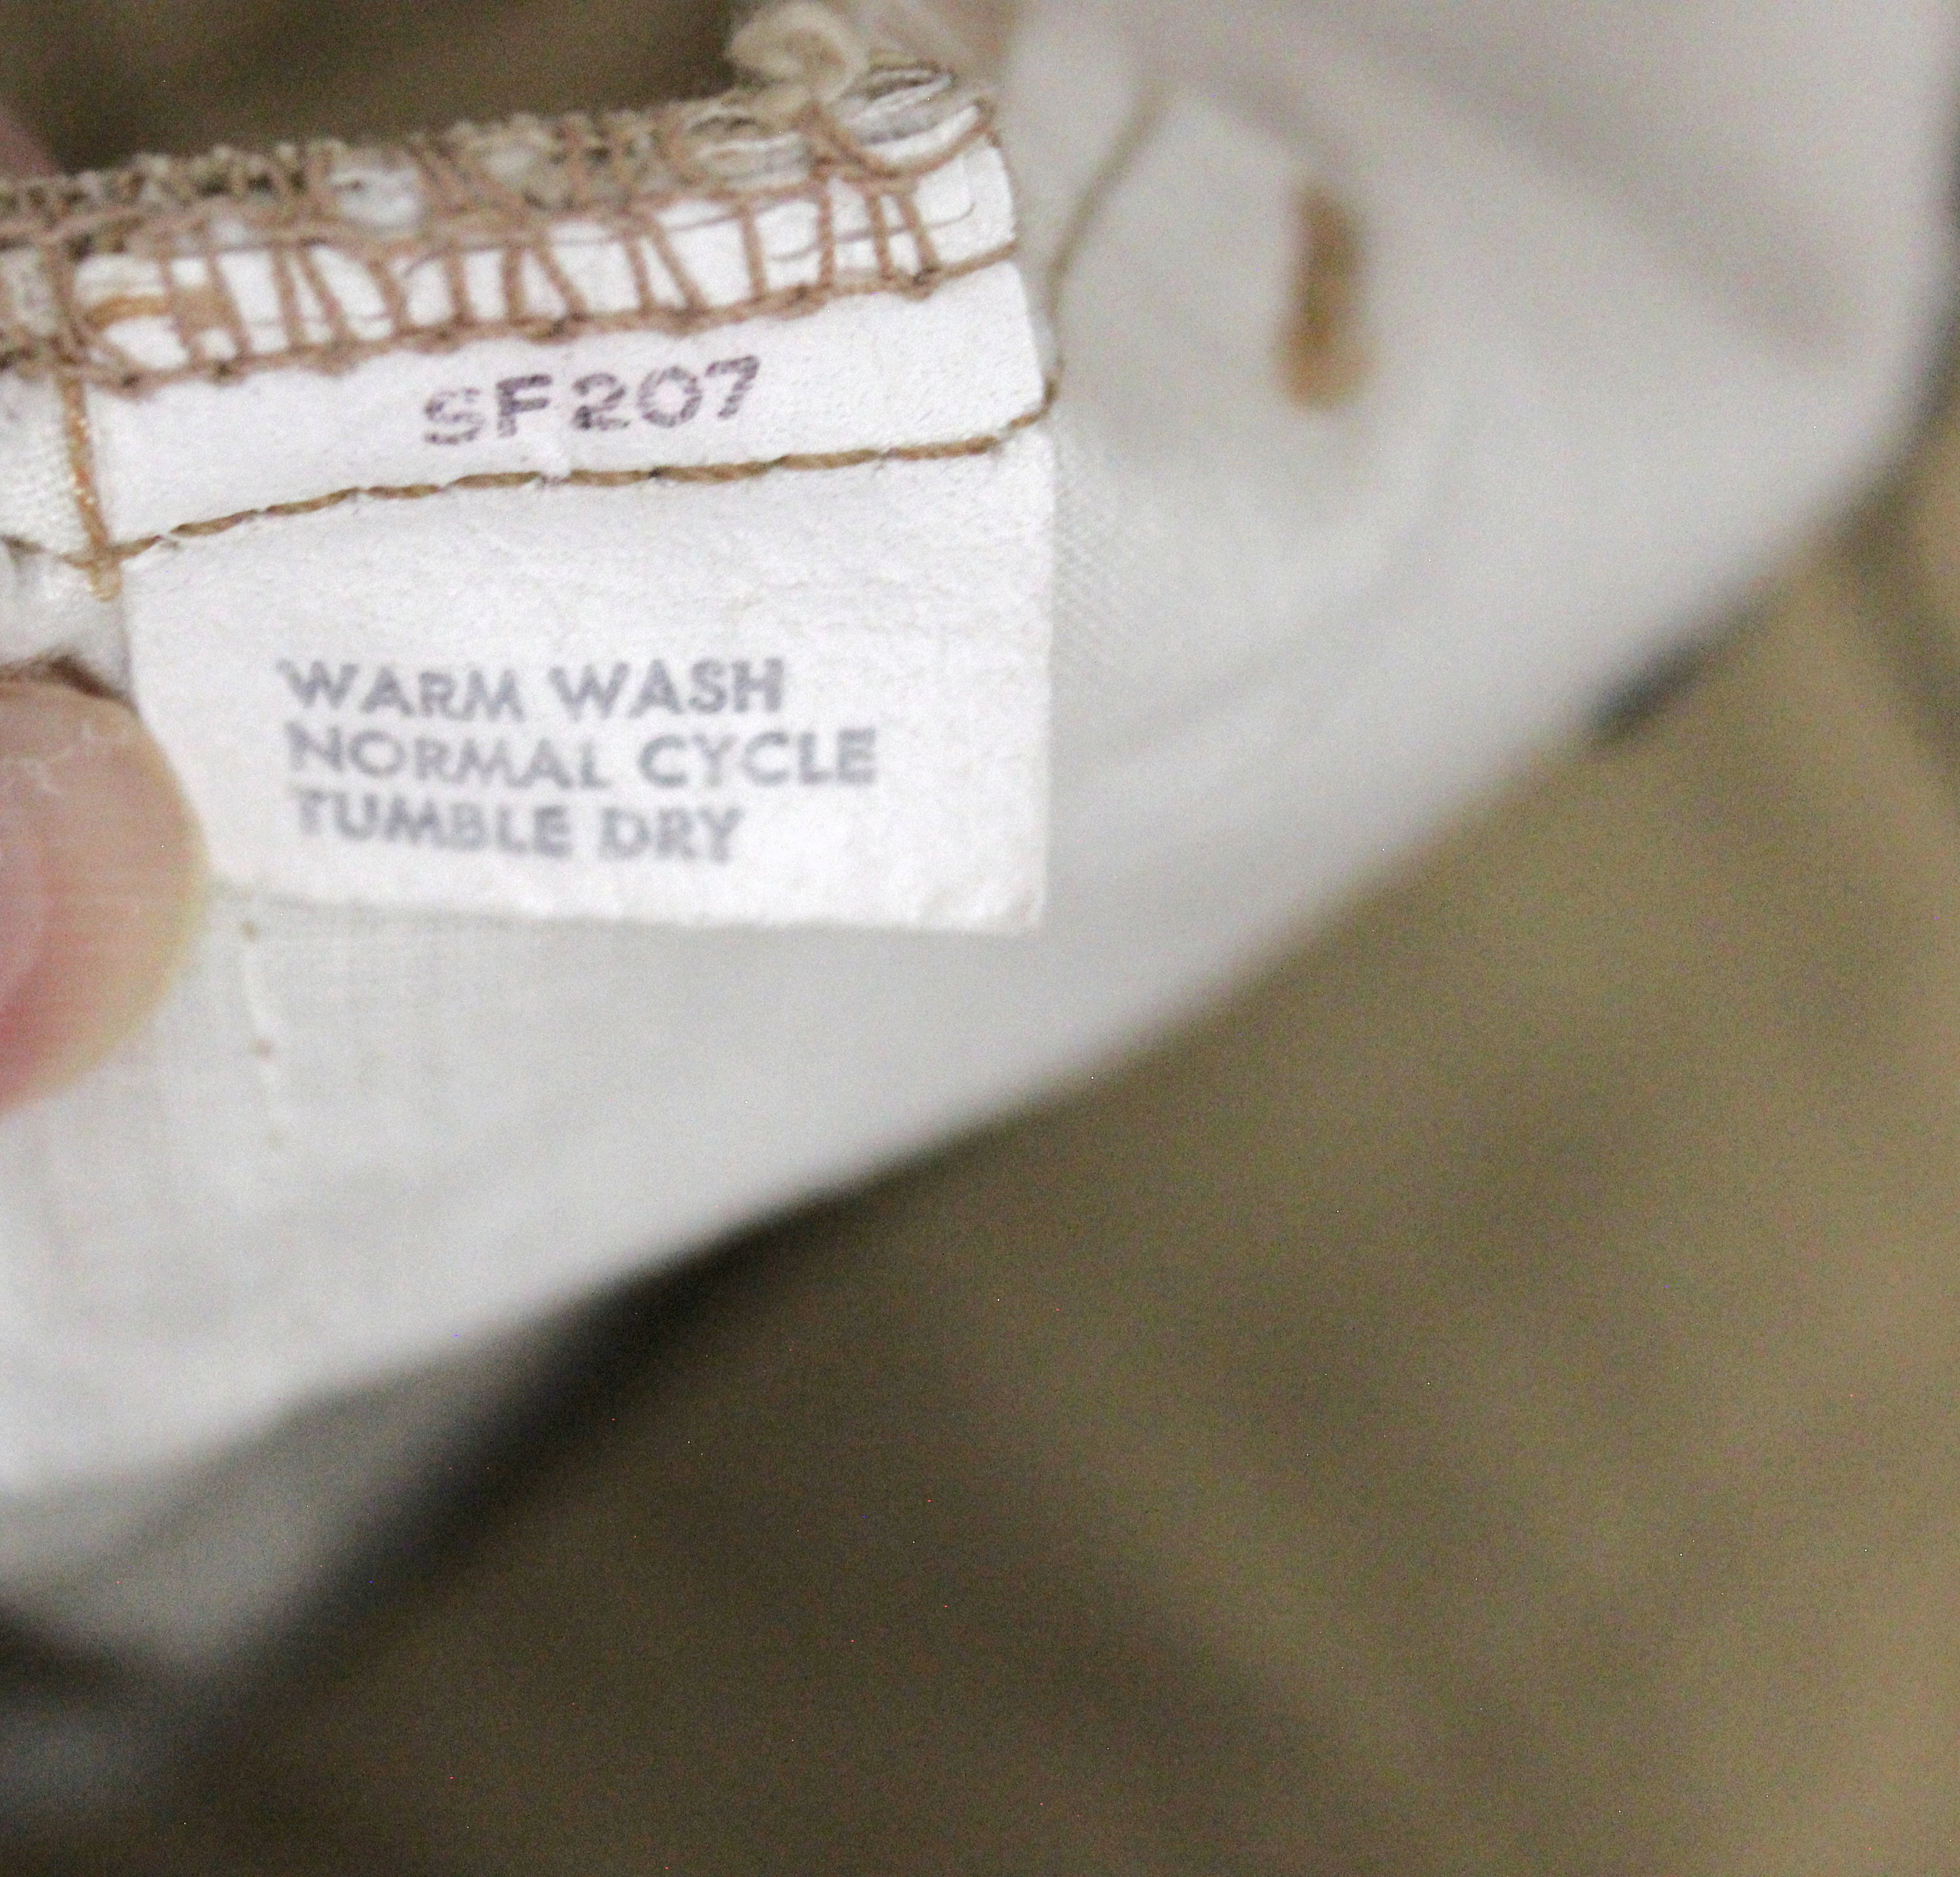 SF207
WARM WASH
NORMAL CYCLE
TUMBLE DRY